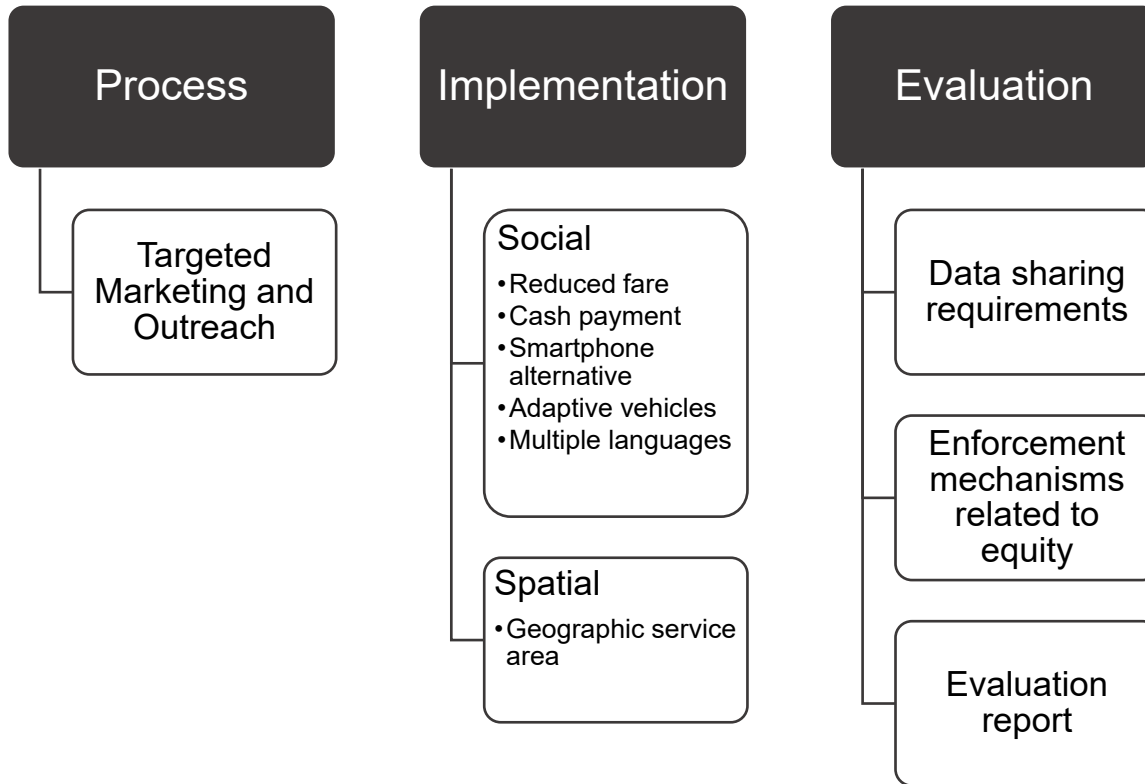 Process
Targeted
Marketing and
Outreach
Implementation
Social
•Reduced fare
•Cash payment
•Smartphone
alternative
•Adaptive vehicles
•Multiple languages
Spatial
•Geographic service
area
Evaluation
Data sharing
requirements
Enforcement
mechanisms
related to
equity
Evaluation
report